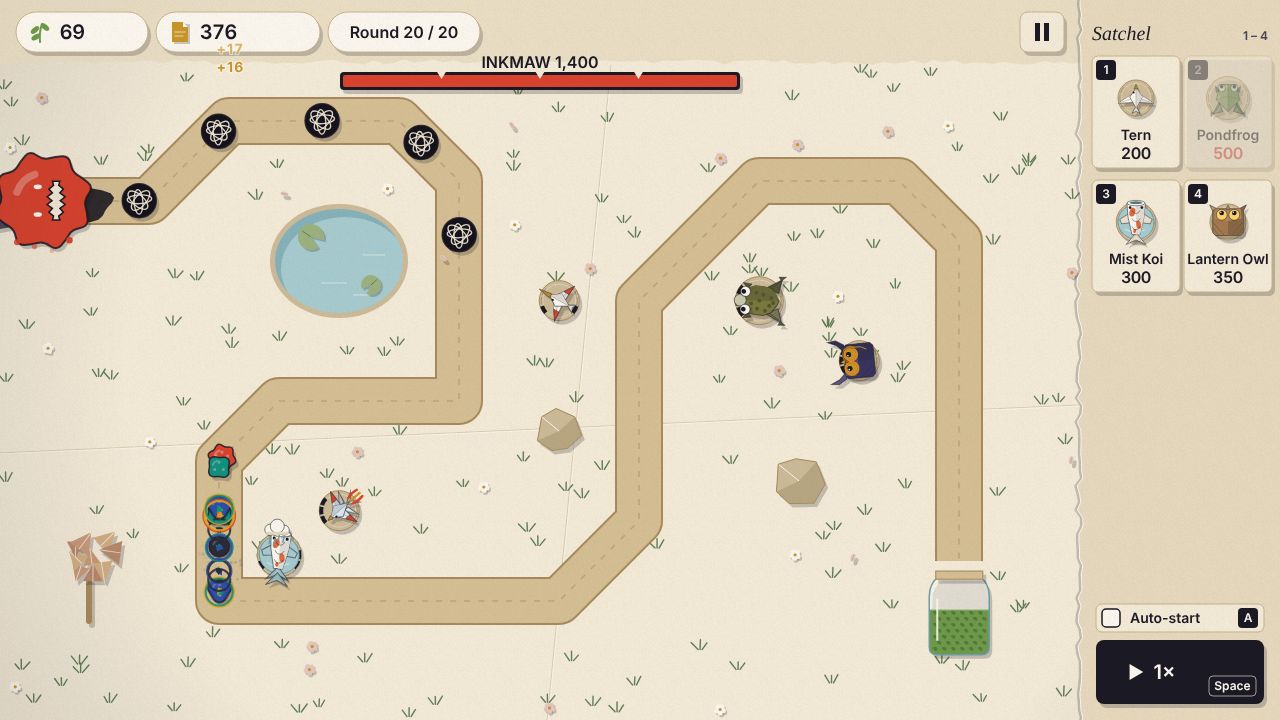 69
376
+17
+16
Round 20 / 20
INKMAW 1,400
Satchel
1–4
1
Tern
200
2
Pondfrog
500
3
Mist Koi
300
4
Lantern Owl
350
Auto-start
A
1×
Space